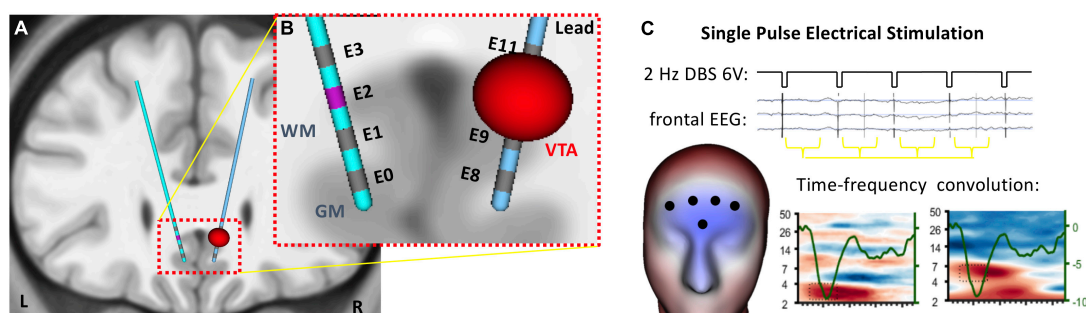 A
L
R
B
Lead
E3
E2
E1
E0
WM
GM
E11
E9
E8
VTA
C
Single Pulse Electrical Stimulation
2 Hz DBS 6V:
frontal EEG:
Time-frequency convolution:
50
26
14
7
4
2
50
26
14
7
4
2
0
-5
-10